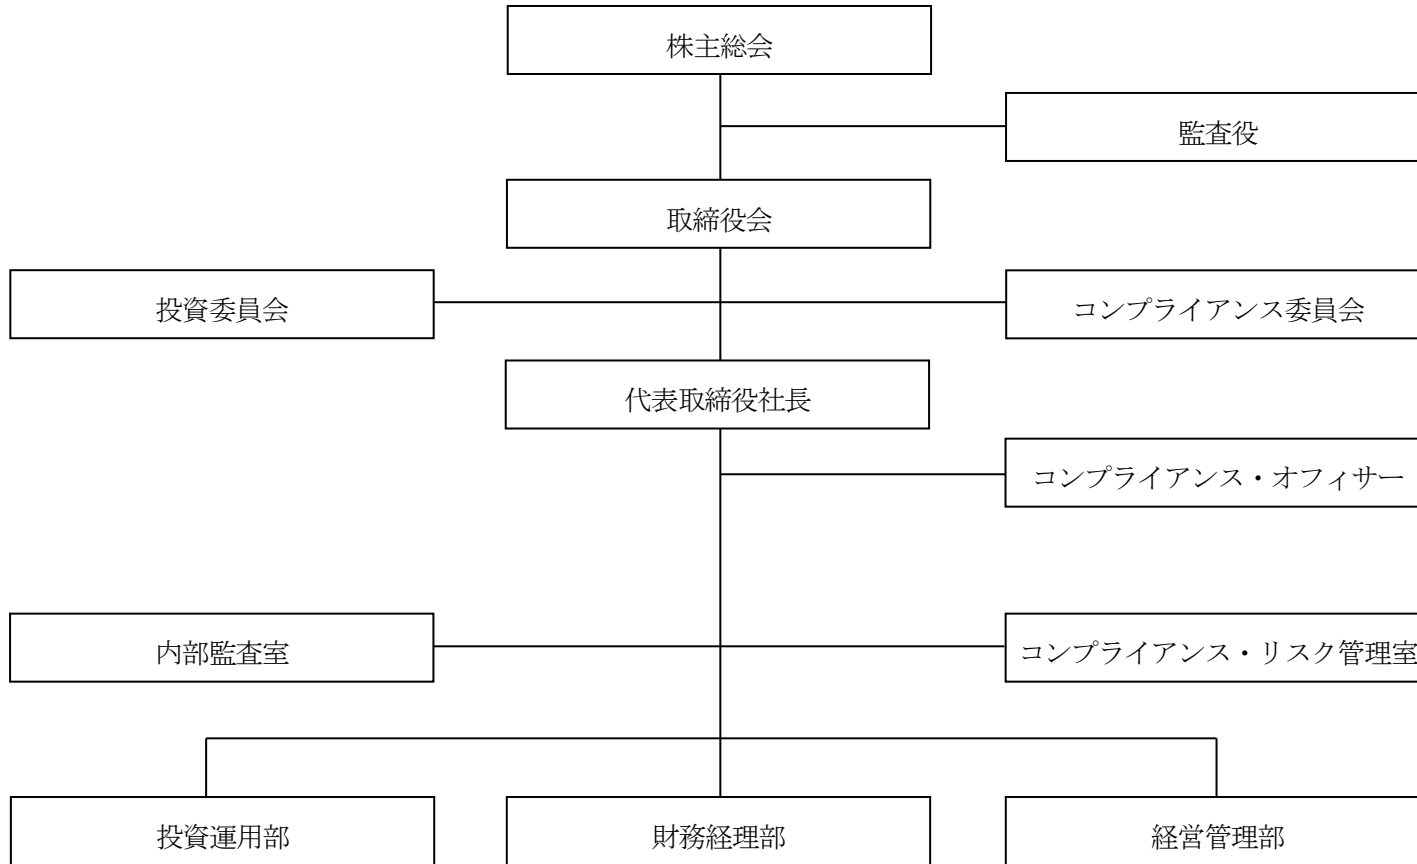 株主総会
監査役
取締役会
投資委員会
コンプライアンス委員会
代表取締役社長
コンプライアンス・オフィサー
内部監査室
コンプライアンス・リスク管理室
投資運用部
財務経理部
経営管理部